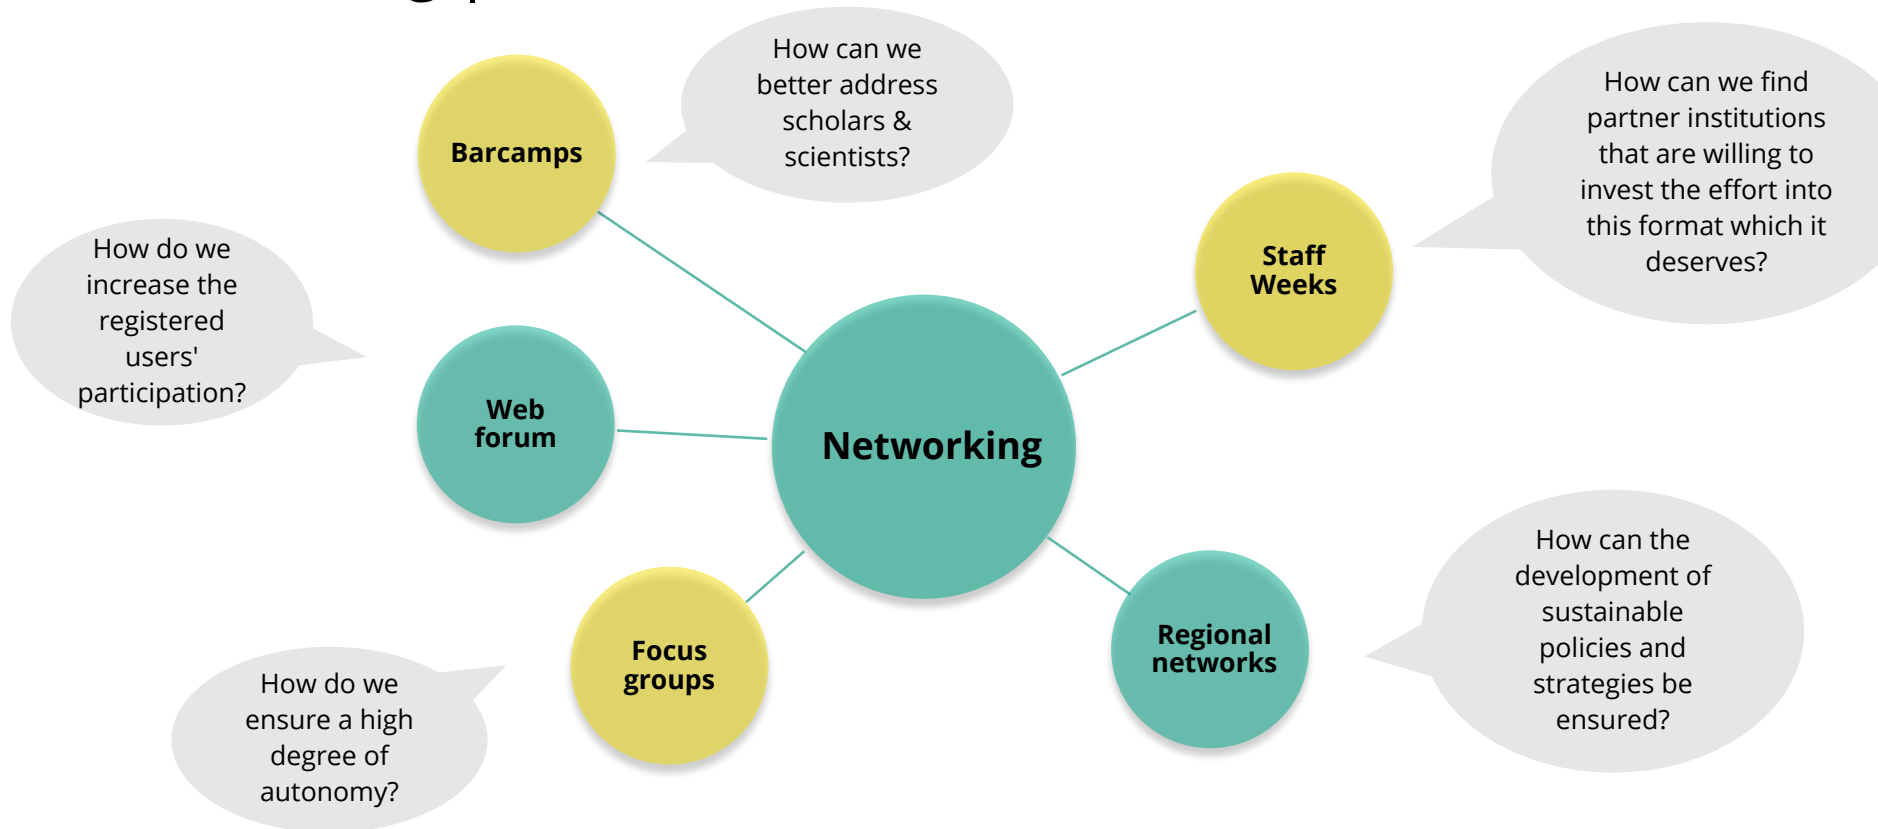 How can we
better address
scholars &
scientists?
Barcamps
How can we find
partner institutions
that are willing to
invest the effort into
this format which it
deserves?
Staff
Weeks
How do we
increase the
registered
users'
participation?
Web
forum
Networking
How can the
development of
sustainable
policies and
strategies be
ensured?
Regional
networks
Focus
groups
How do we
ensure a high
degree of
autonomy?